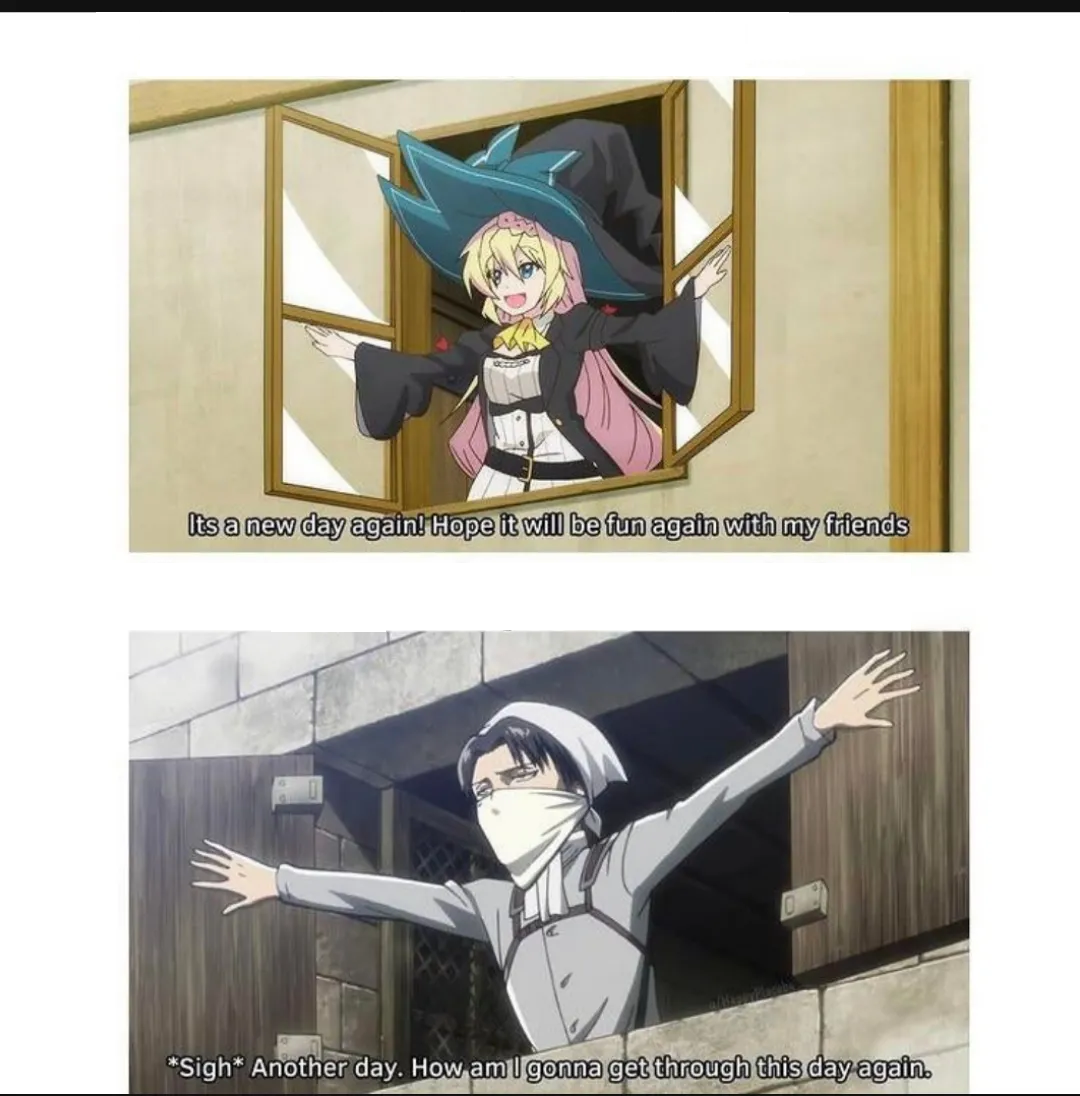 Its a new day again! Hope it will be fun again with my friends
*Sigh* Another day. How am I gonna get through this day again.